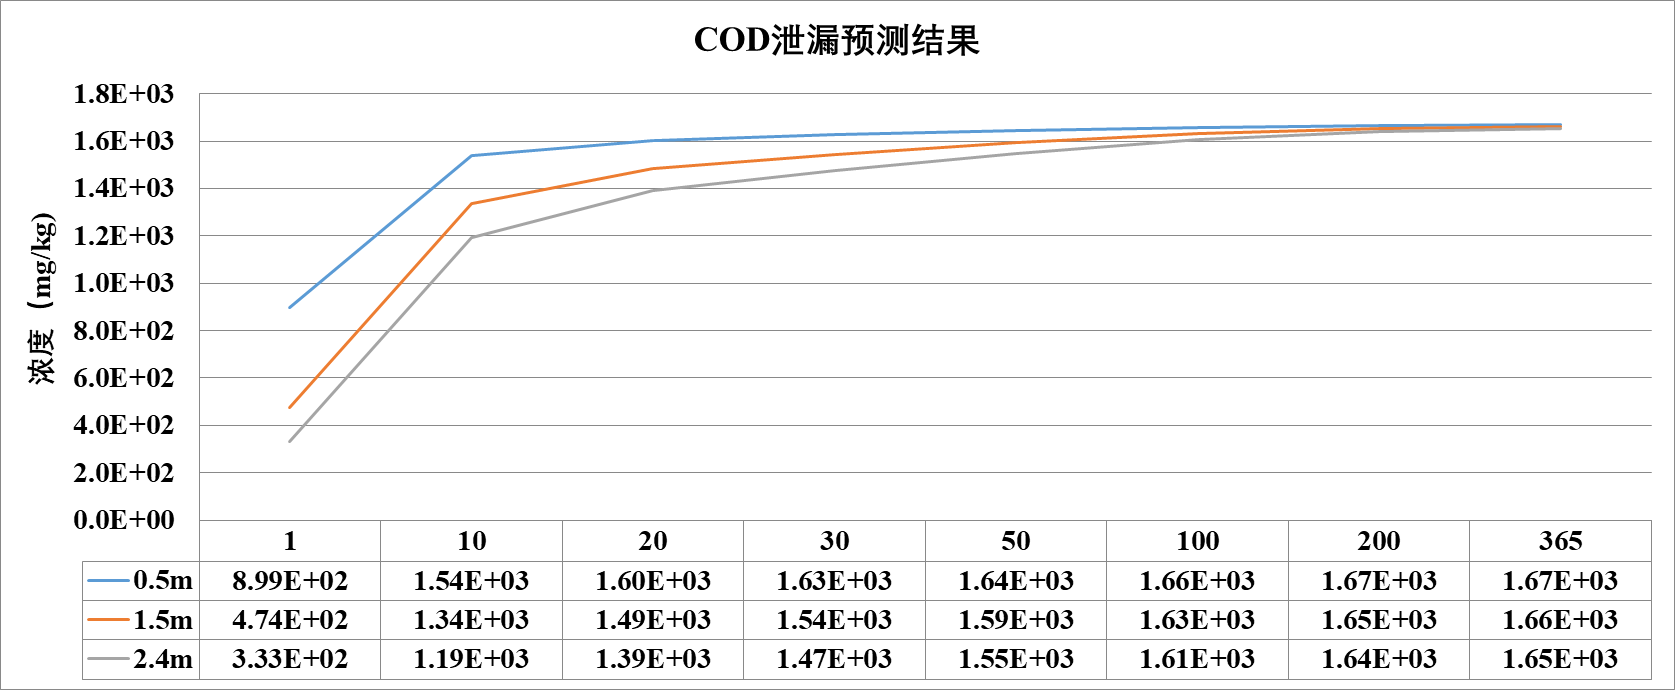 COD泄漏预测结果
浓度（mg/kg)
1.8E+03
1.6E+03
1.4E+03
1.2E+03
1.0E+03
8.0E+02
6.0E+02
4.0E+02
2.0E+02
0.0E+00
1 10 20 30 50 100 200 365
0.5m 8.99E+02 1.54E+03 1.60E+03 1.63E+03 1.64E+03 1.66E+03 1.67E+03 1.67E+03
1.5m 4.74E+02 1.34E+03 1.49E+03 1.54E+03 1.59E+03 1.63E+03 1.65E+03 1.66E+03
2.4m 3.33E+02 1.19E+03 1.39E+03 1.47E+03 1.55E+03 1.61E+03 1.64E+03 1.65E+03